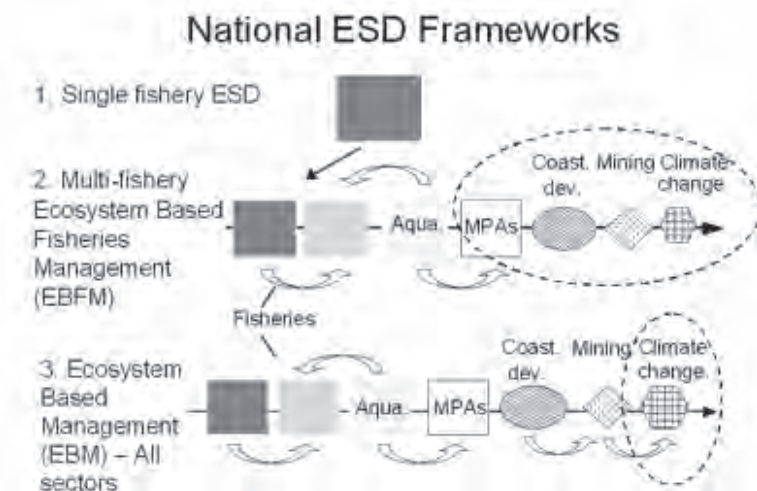 National ESD Frameworks
1. Single fishery ESD
2. Multi-fishery
Ecosystem Based
Fisheries
Management
(EBFM)
Aqua.
MPAs
Coast.
dev.
Mining
Climate
change
Fisheries
3. Ecosystem
Based
Management
(EBM) – All
sectors
Aqua.
MPAs
Coast.
dev.
Mining
Climate
change.